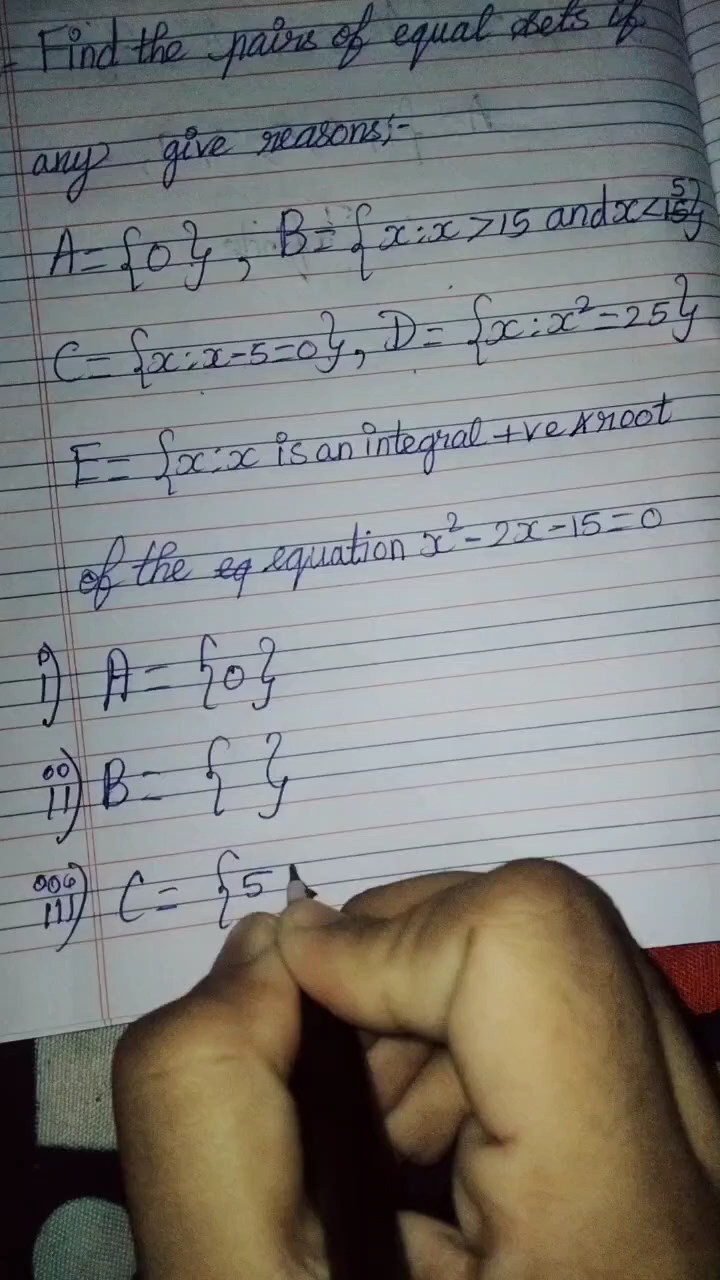 Find the pairs of equal sets if
any give reasons;-
A={0}, B={x:x>15 and x<5}
C={x:x-5=0}, D={x:x²=25}
E={x:x is an integral +ve root
of the eq equation x²-2x-15=0
i) A={0}
ii) B={ }
iii) C={5